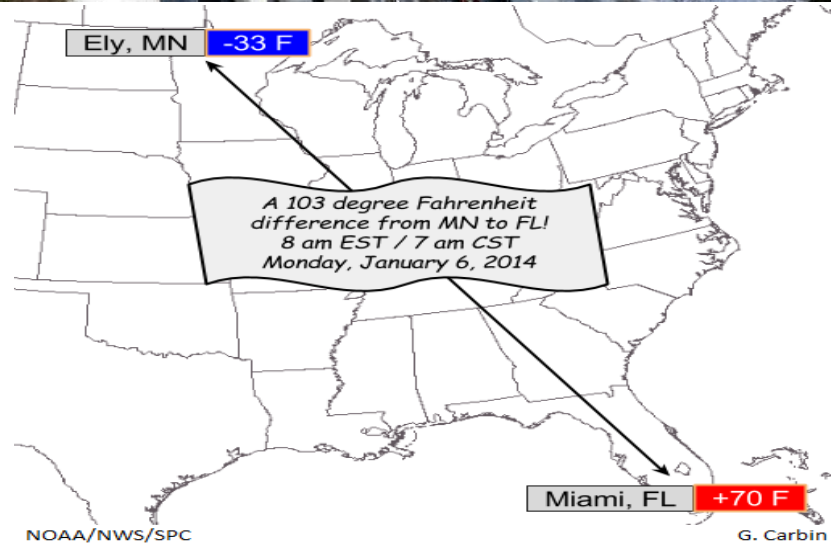 Ely, MN -33 F
A 103 degree Fahrenheit
difference from MN to FL!
8 am EST / 7 am CST
Monday, January 6, 2014
Miami, FL +70 F
NOAA/NWS/SPC
G. Carbin